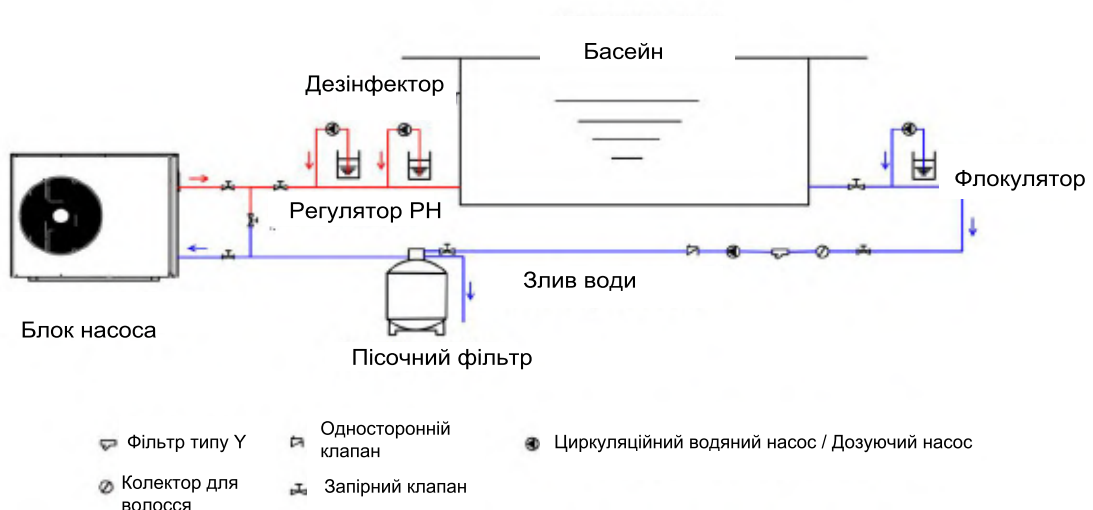 Басейн
Дезінфектор
Флокулятор
Регулятор PH
Злив води
Блок насоса
Пісочний фільтр
Фільтр типу Y
Односторонній
клапан
Циркуляційний водяний насос / Дозуючий насос
Колектор для
волосся
Запірний клапан